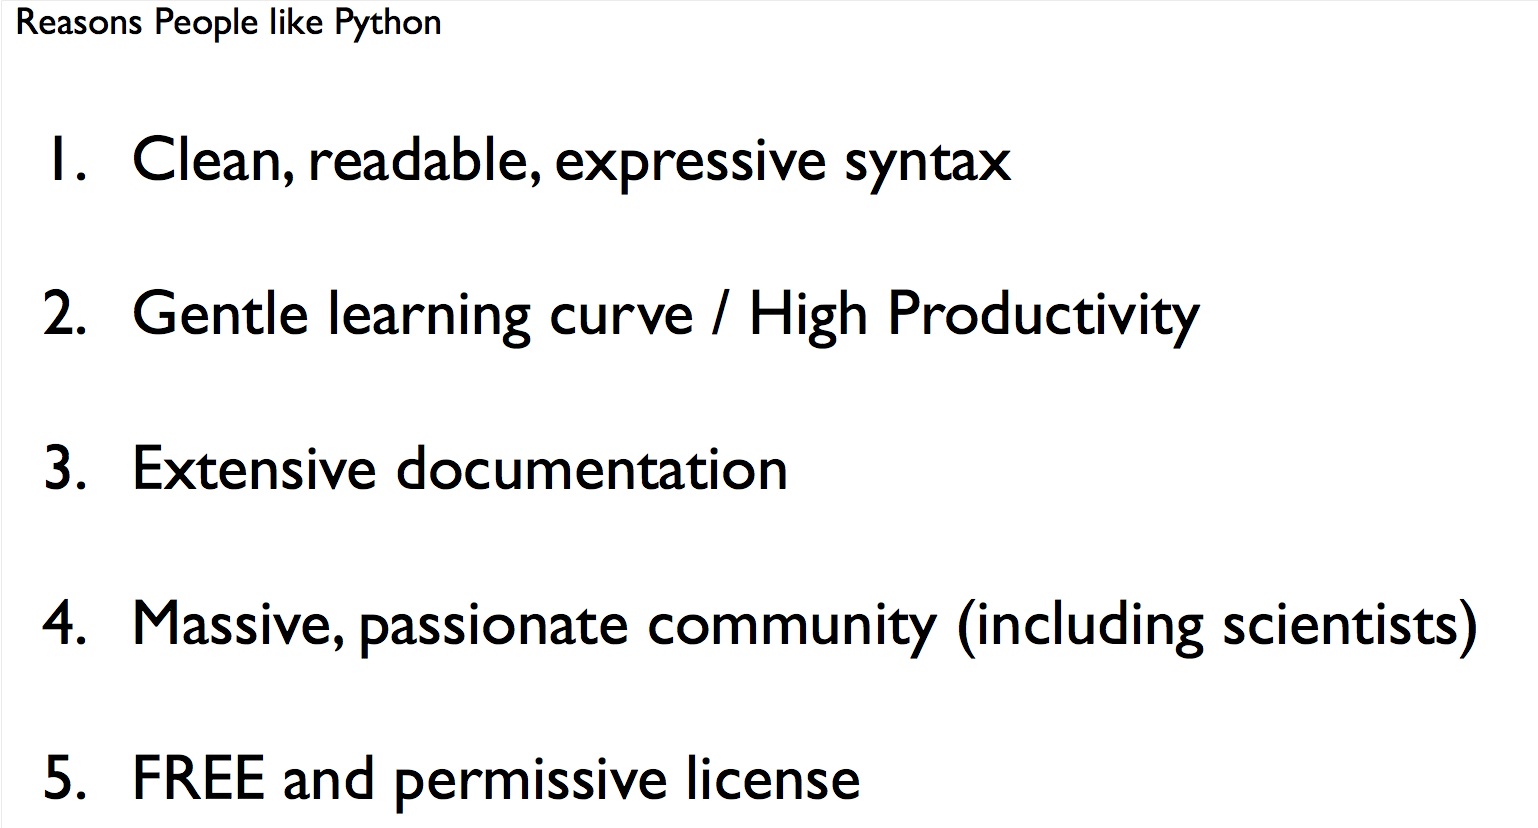 Reasons People like Python
1. Clean, readable, expressive syntax
2. Gentle learning curve / High Productivity
3. Extensive documentation
4. Massive, passionate community (including scientists)
5. FREE and permissive license